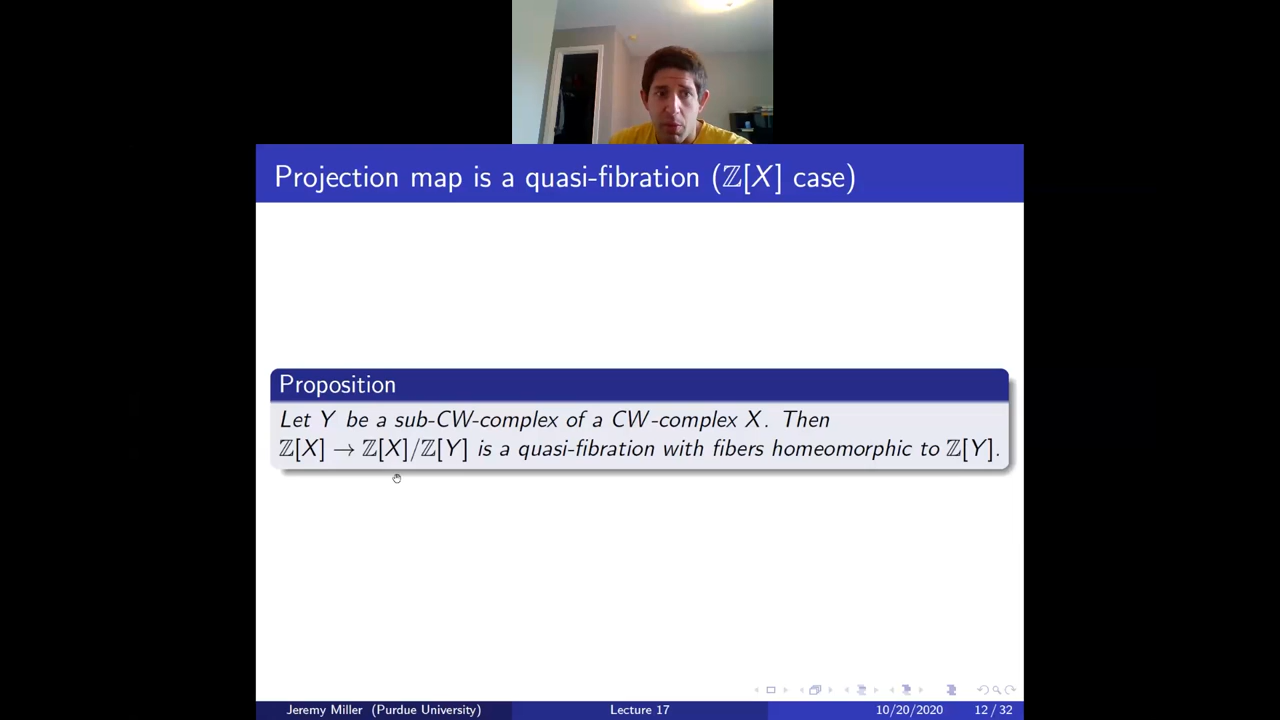 Projection map is a quasi-fibration (ℤ[X] case)
Proposition
Let Y be a sub-CW-complex of a CW-complex X. Then
ℤ[X] → ℤ[X]/ℤ[Y] is a quasi-fibration with fibers homeomorphic to ℤ[Y].
Jeremy Miller (Purdue University) Lecture 17 10/20/2020 12 / 32